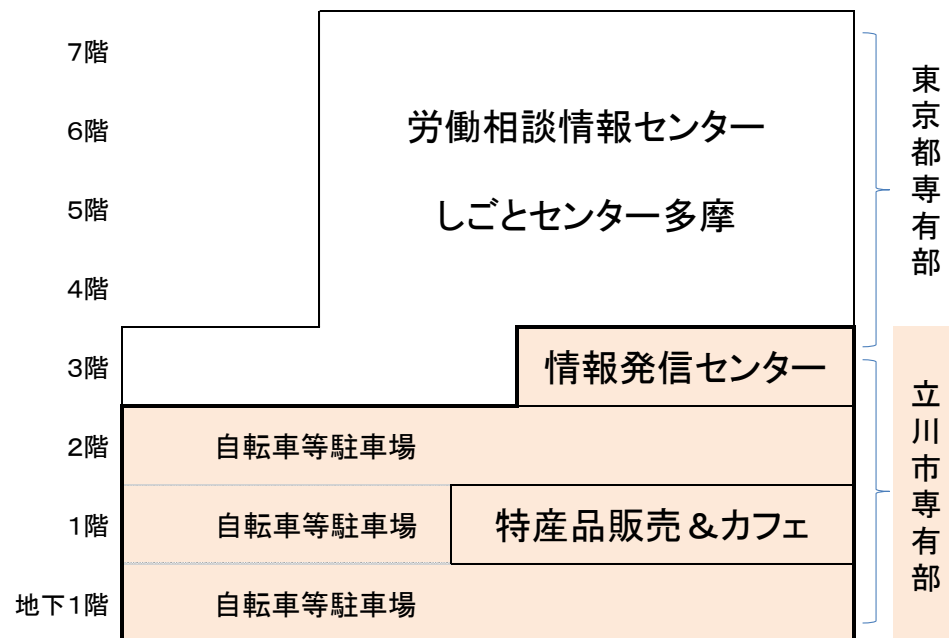 7階
6階
労働相談情報センター
5階
しごとセンター多摩
4階
東京都専有部
3階
情報発信センター
2階
自転車等駐車場
1階
自転車等駐車場
特産品販売&カフェ
地下1階
自転車等駐車場
立川市専有部